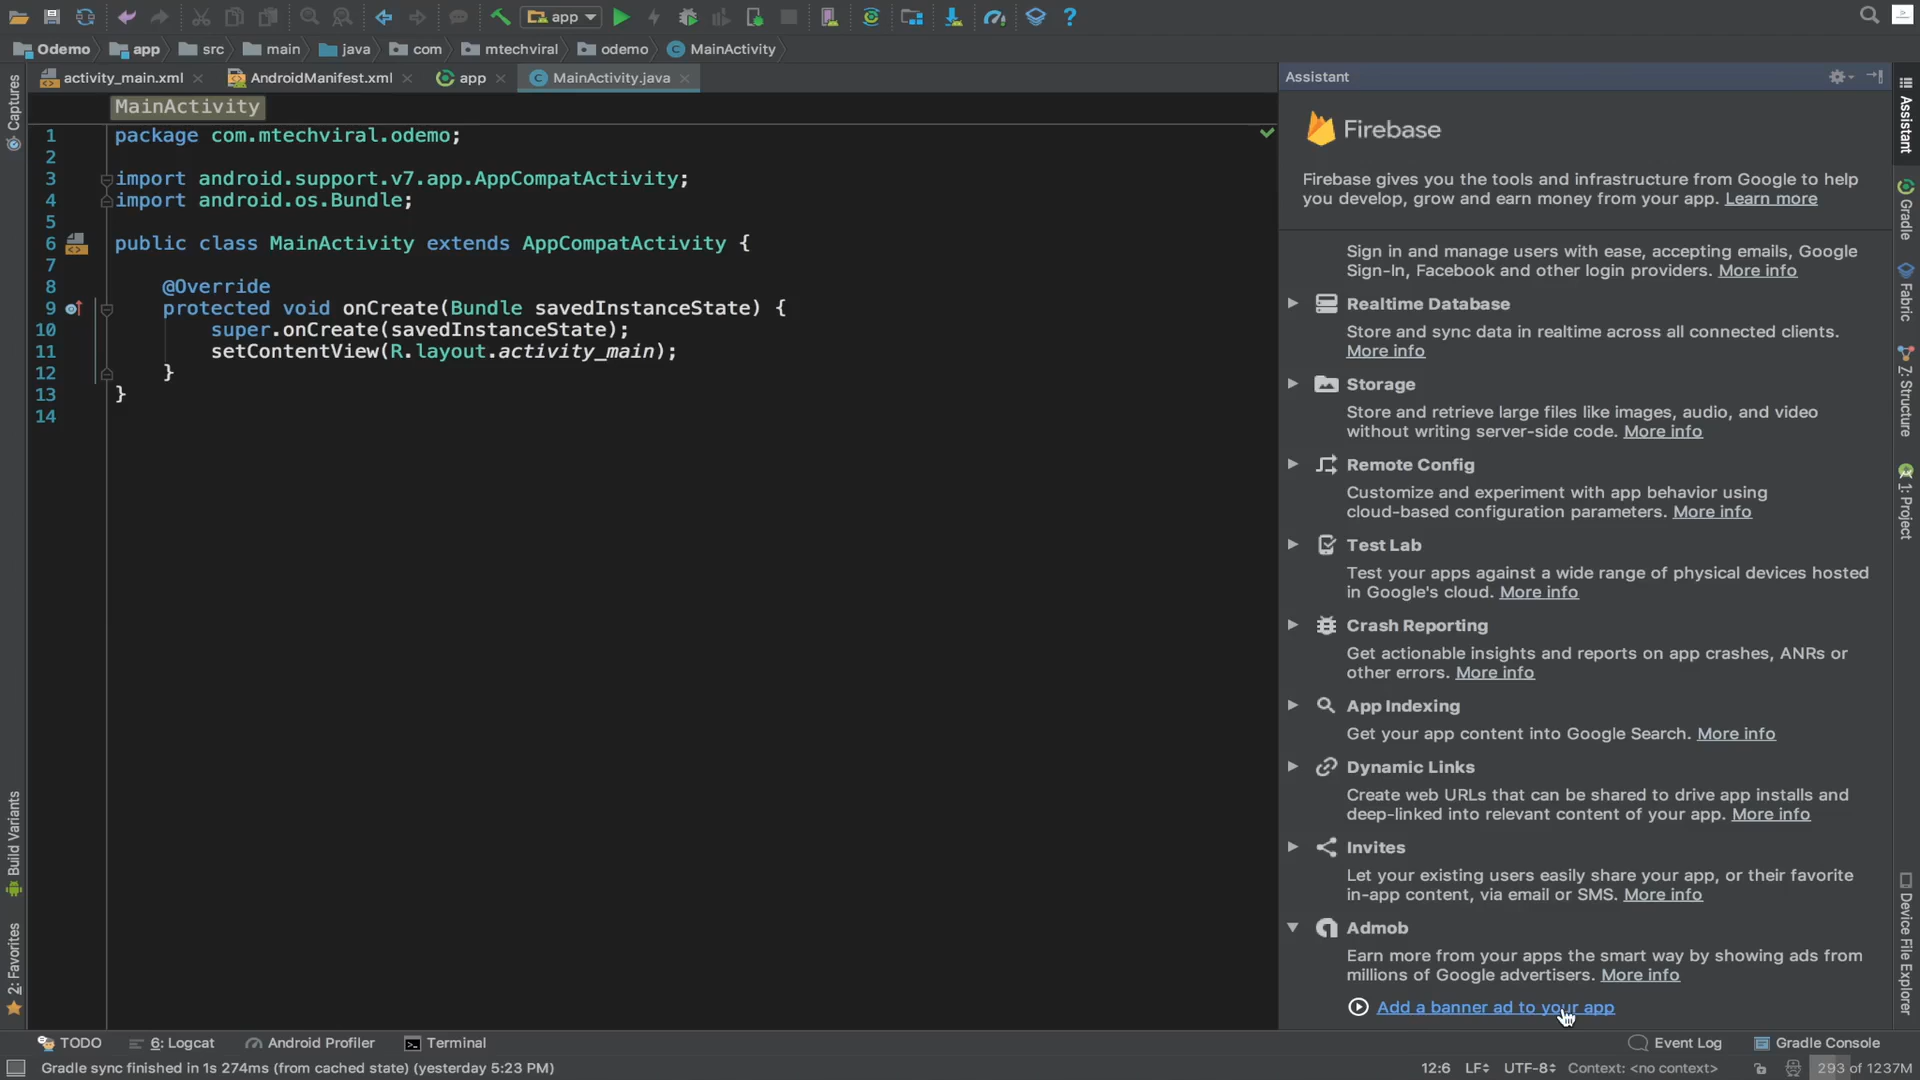 app
Odemo
app
src
main
java
com
mtechviral
odemo
MainActivity
activity_main.xml
AndroidManifest.xml
app
MainActivity.java
MainActivity
1 package com.mtechviral.odemo;
2
3 import android.support.v7.app.AppCompatActivity;
4 import android.os.Bundle;
5
6 public class MainActivity extends AppCompatActivity {
7
8 @Override
9 protected void onCreate(Bundle savedInstanceState) {
10 super.onCreate(savedInstanceState);
11 setContentView(R.layout.activity_main);
12 }
13 }
14
Captures
Build Variants
2: Favorites
Assistant
Firebase
Firebase gives you the tools and infrastructure from Google to help
you develop, grow and earn money from your app. Learn more
Sign in and manage users with ease, accepting emails, Google
Sign-In, Facebook and other login providers. More info
Realtime Database
Store and sync data in realtime across all connected clients.
More info
Storage
Store and retrieve large files like images, audio, and video
without writing server-side code. More info
Remote Config
Customize and experiment with app behavior using
cloud-based configuration parameters. More info
Test Lab
Test your apps against a wide range of physical devices hosted
in Google's cloud. More info
Crash Reporting
Get actionable insights and reports on app crashes, ANRs or
other errors. More info
App Indexing
Get your app content into Google Search. More info
Dynamic Links
Create web URLs that can be shared to drive app installs and
deep-linked into relevant content of your app. More info
Invites
Let your existing users easily share your app, or their favorite
in-app content, via email or SMS. More info
Admob
Earn more from your apps the smart way by showing ads from
millions of Google advertisers. More info
Add a banner ad to your app
Assistant
Gradle
Fabric
Z: Structure
1: Project
Device File Explorer
TODO
6: Logcat
Android Profiler
Terminal
Event Log
Gradle Console
Gradle sync finished in 1s 274ms (from cached state) (yesterday 5:23 PM)
12:6
LF
UTF-8
Context: <no context>
293 of 1237M